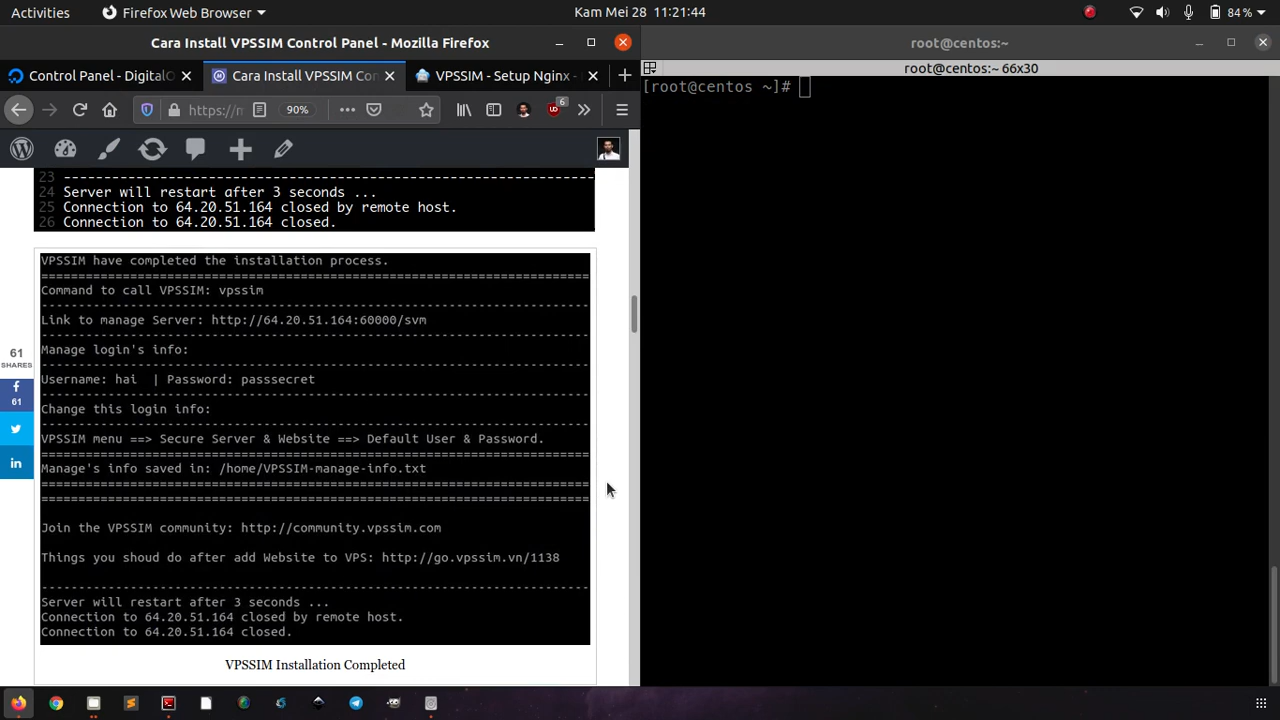 Activities
Firefox Web Browser
Kam Mei 28 11:21:44
84 %
Cara Install VPSSIM Control Panel - Mozilla Firefox
Control Panel - DigitalO
Cara Install VPSSIM Con
VPSSIM - Setup Nginx -
https://m
90%
6
23 ------------------------------------------------------------------------
24 Server will restart after 3 seconds ...
25 Connection to 64.20.51.164 closed by remote host.
26 Connection to 64.20.51.164 closed.
VPSSIM have completed the installation process.
==========================================================================
Command to call VPSSIM: vpssim
--------------------------------------------------------------------------
Link to manage Server: http://64.20.51.164:60000/svm
--------------------------------------------------------------------------
Manage login's info:
--------------------------------------------------------------------------
Username: hai | Password: passsecret
--------------------------------------------------------------------------
Change this login info:
--------------------------------------------------------------------------
VPSSIM menu ==> Secure Server & Website ==> Default User & Password.
==========================================================================
Manage's info saved in: /home/VPSSIM-manage-info.txt
==========================================================================
==========================================================================
Join the VPSSIM community: http://community.vpssim.com
Things you shoud do after add Website to VPS: http://go.vpssim.vn/1138
--------------------------------------------------------------------------
Server will restart after 3 seconds ...
Connection to 64.20.51.164 closed by remote host.
Connection to 64.20.51.164 closed.
VPSSIM Installation Completed
61
SHARES
61
root@centos:~
root@centos:~ 66x30
[root@centos ~]#